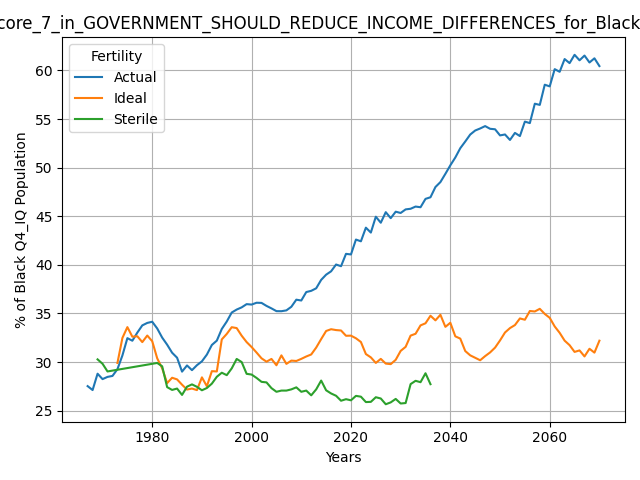 core_7_in_GOVERNMENT_SHOULD_REDUCE_INCOME_DIFFERENCES_for_Black
Fertility
Actual
Ideal
Sterile
% of Black Q4_IQ Population
60
55
50
45
40
35
30
25
1980 2000 2020 2040 2060
Years